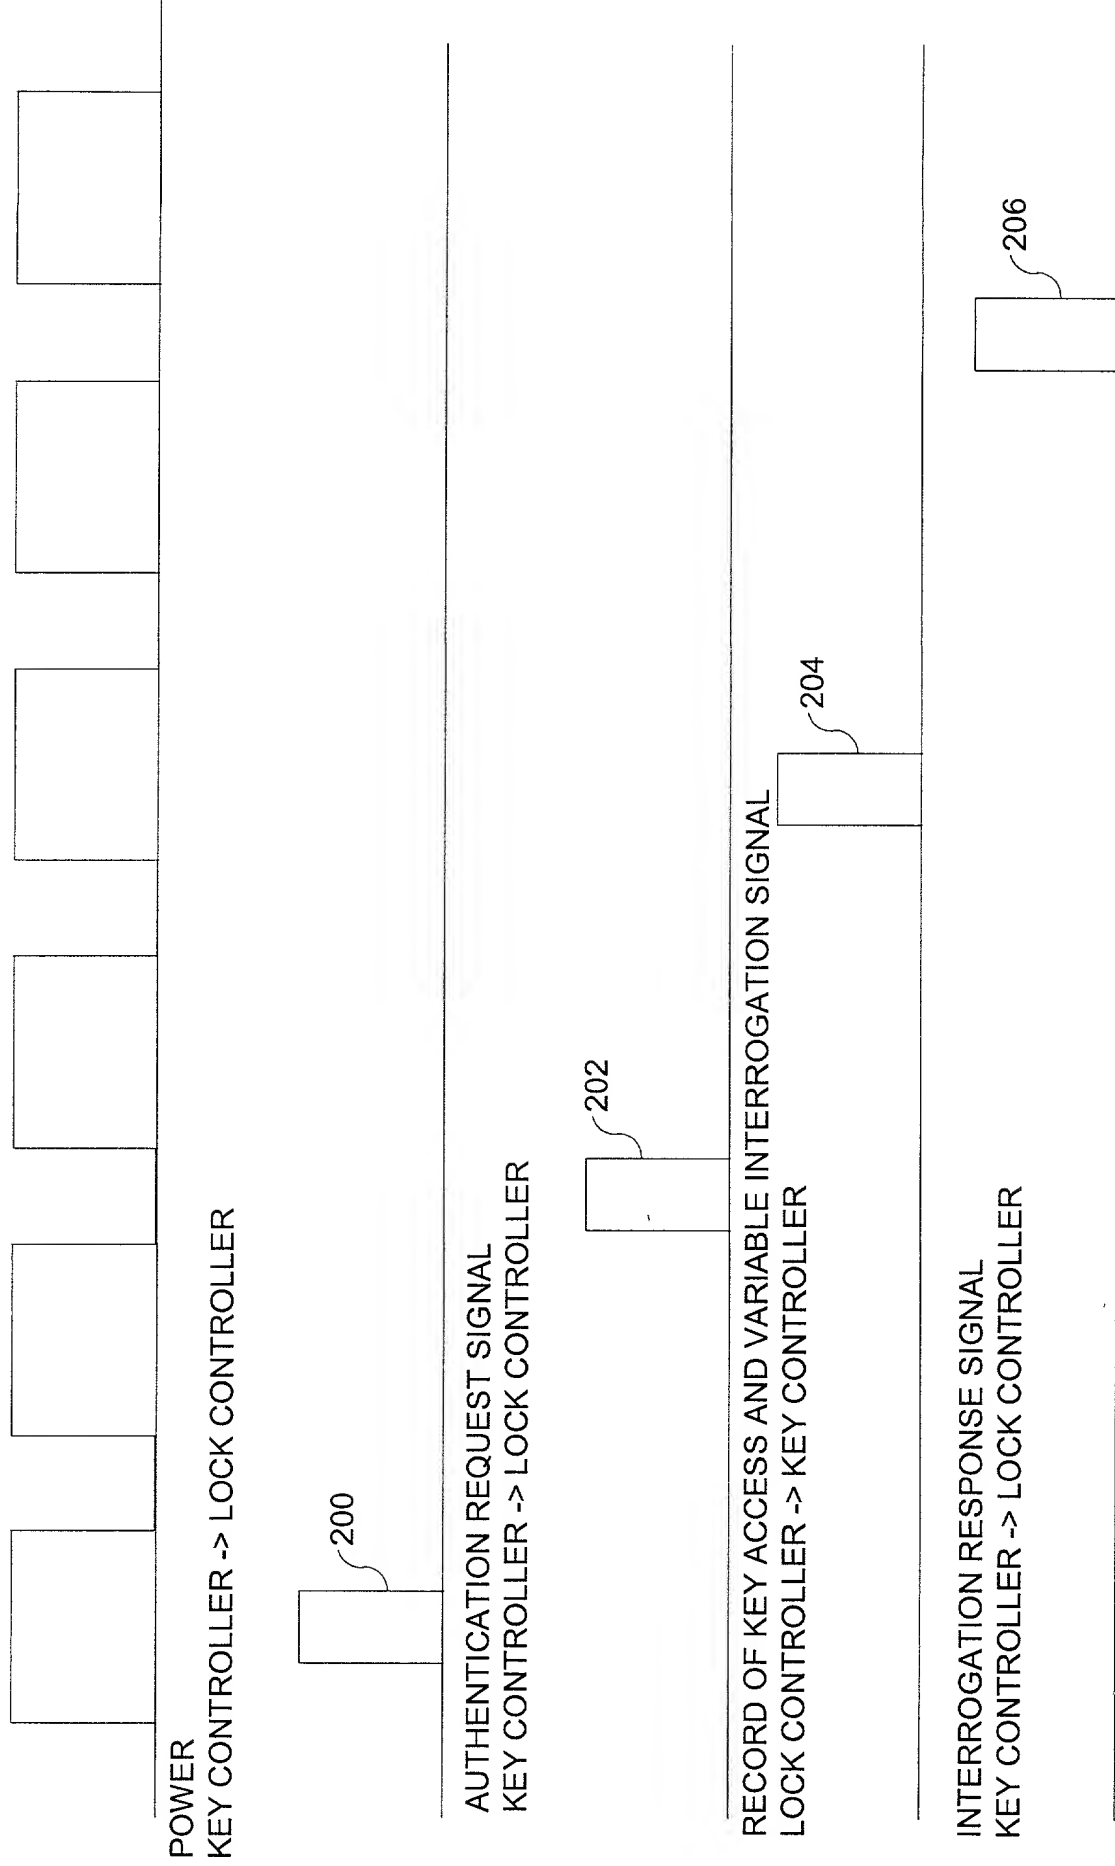 POWER
KEY CONTROLLER -> LOCK CONTROLLER
200
AUTHENTICATION REQUEST SIGNAL
KEY CONTROLLER -> LOCK CONTROLLER
202
RECORD OF KEY ACCESS AND VARIABLE INTERROGATION SIGNAL
LOCK CONTROLLER -> KEY CONTROLLER
204
INTERROGATION RESPONSE SIGNAL
KEY CONTROLLER -> LOCK CONTROLLER
206